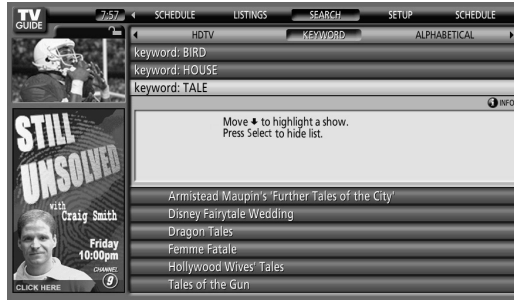 TV
GUIDE
7:57
SCHEDULE LISTINGS SEARCH SETUP SCHEDULE
HDTV KEYWORD ALPHABETICAL
keyword: BIRD
keyword: HOUSE
keyword: TALE
i INFO
Move to highlight a show.
Press Select to hide list.
Armistead Maupin's 'Further Tales of the City'
Disney Fairytale Wedding
Dragon Tales
Femme Fatale
Hollywood Wives' Tales
Tales of the Gun
STILL
UNSOLVED
with
Craig Smith
Friday
10:00pm
CHANNEL
9
CLICK HERE